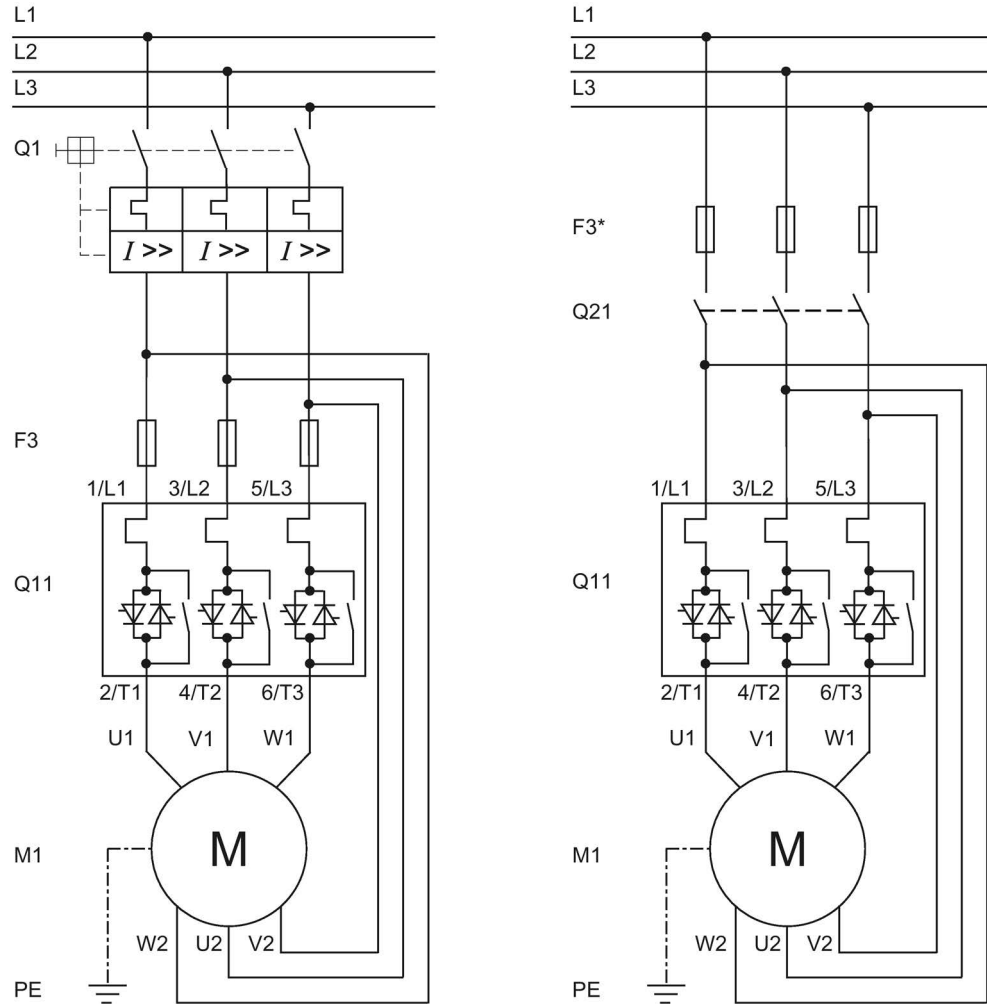 L1
L2
L3
Q1
I >> I >> I >>
F3
1/L1 3/L2 5/L3
Q11
2/T1 4/T2 6/T3
U1 V1 W1
M1
M
W2 U2 V2
PE
L1
L2
L3
F3*
Q21
1/L1 3/L2 5/L3
Q11
2/T1 4/T2 6/T3
U1 V1 W1
M1
M
W2 U2 V2
PE